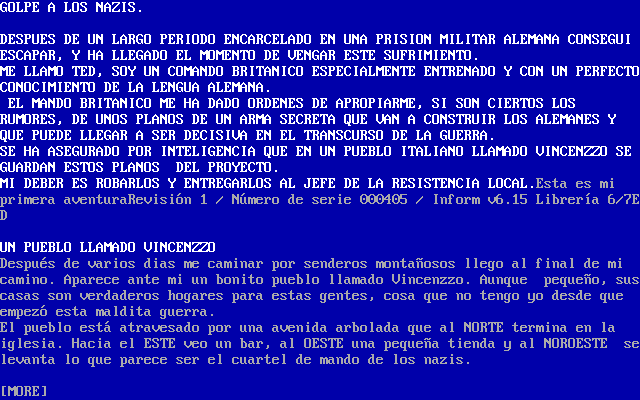 GOLPE A LOS NAZIS.
DESPUES DE UN LARGO PERIODO ENCARCELADO EN UNA PRISION MILITAR ALEMANA CONSEGUI
ESCAPAR, Y HA LLEGADO EL MOMENTO DE VENGAR ESTE SUFRIMIENTO.
ME LLAMO TED, SOY UN COMANDO BRITANICO ESPECIALMENTE ENTRENADO Y CON UN PERFECTO
CONOCIMIENTO DE LA LENGUA ALEMANA.
EL MANDO BRITANICO ME HA DADO ORDENES DE APROPIARME, SI SON CIERTOS LOS
RUMORES, DE UNOS PLANOS DE UN ARMA SECRETA QUE VAN A CONSTRUIR LOS ALEMANES Y
QUE PUEDE LLEGAR A SER DECISIVA EN EL TRANSCURSO DE LA GUERRA.
SE HA ASEGURADO POR INTELIGENCIA QUE EN UN PUEBLO ITALIANO LLAMADO VINCENZZO SE
GUARDAN ESTOS PLANOS  DEL PROYECTO.
MI DEBER ES ROBARLOS Y ENTREGARLOS AL JEFE DE LA RESISTENCIA LOCAL.Esta es mi
primera aventuraRevisión 1 / Número de serie 000405 / Inform v6.15 Librería 6/7E
D
UN PUEBLO LLAMADO VINCENZZO
Después de varios dias me caminar por senderos montañosos llego al final de mi
camino. Aparece ante mi un bonito pueblo llamado Vincenzzo. Aunque  pequeño, sus
casas son verdaderos hogares para estas gentes, cosa que no tengo yo desde que
empezó esta maldita guerra.
El pueblo está atravesado por una avenida arbolada que al NORTE termina en la
iglesia. Hacia el ESTE veo un bar, al OESTE una pequeña tienda y al NOROESTE  se
levanta lo que parece ser el cuartel de mando de los nazis.
[MORE]